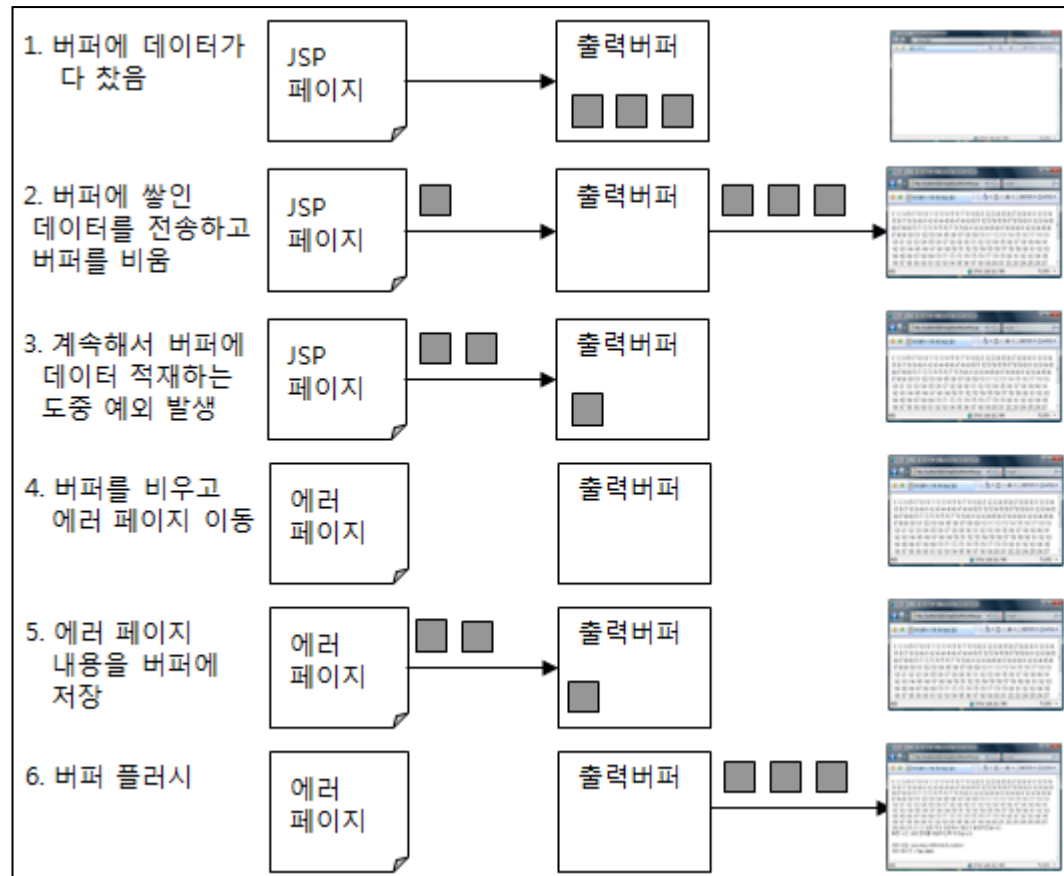 1. 버퍼에 데이터가
다 찼음
JSP
페이지
출력버퍼
2. 버퍼에 쌓인
데이터를 전송하고
버퍼를 비움
JSP
페이지
출력버퍼
3. 계속해서 버퍼에
데이터 적재하는
도중 예외 발생
JSP
페이지
출력버퍼
4. 버퍼를 비우고
에러 페이지 이동
에러
페이지
출력버퍼
5. 에러 페이지
내용을 버퍼에
저장
에러
페이지
출력버퍼
6. 버퍼 플러시
에러
페이지
출력버퍼